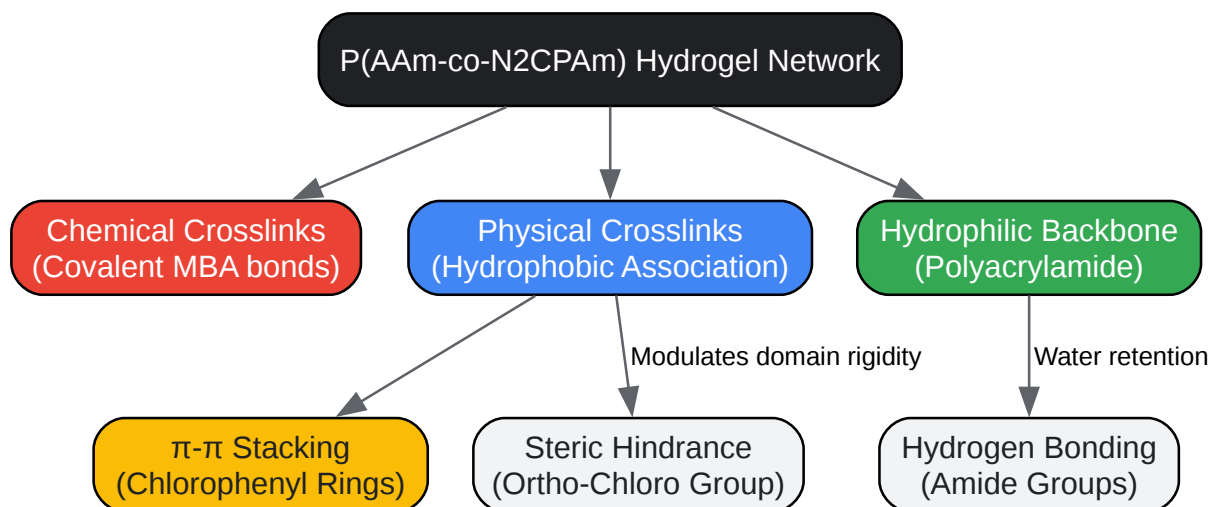 P(AAm-co-N2CPAm) Hydrogel Network
Chemical Crosslinks
(Covalent MBA bonds)
Physical Crosslinks
(Hydrophobic Association)
Hydrophilic Backbone
(Polyacrylamide)
Modulates domain rigidity
Water retention
π-π Stacking
(Chlorophenyl Rings)
Steric Hindrance
(Ortho-Chloro Group)
Hydrogen Bonding
(Amide Groups)